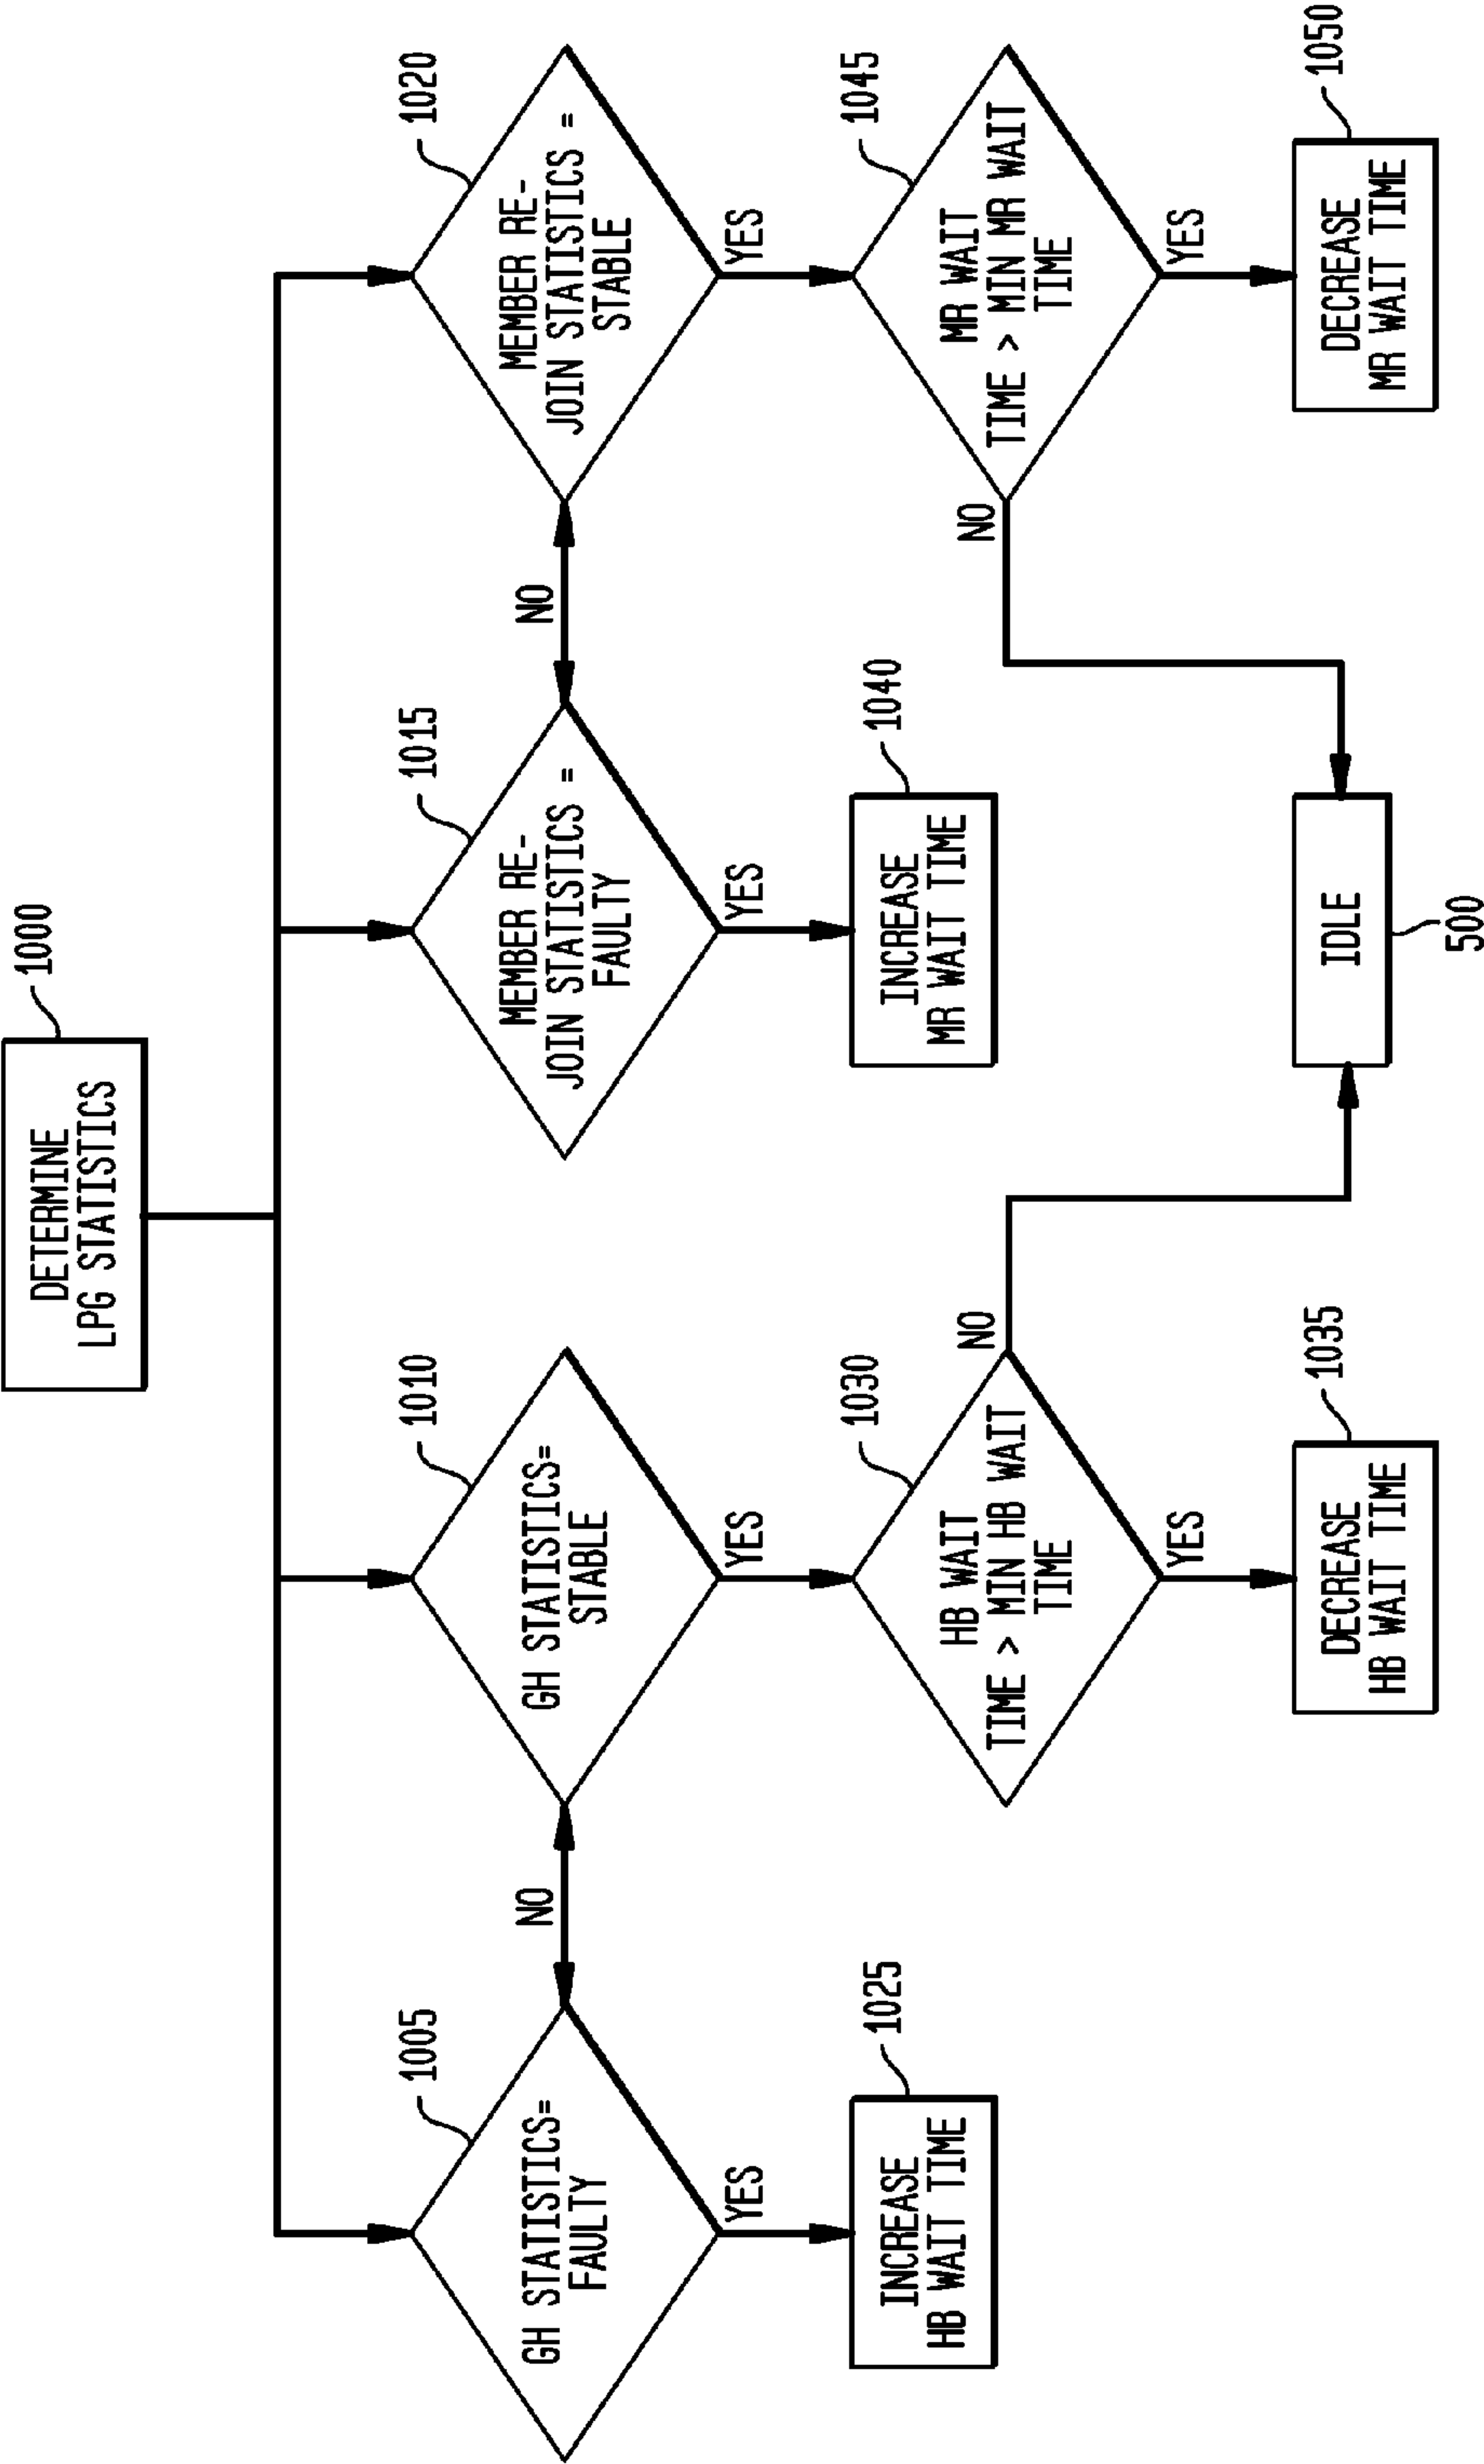 1000
DETERMINE
LPG STATISTICS
1005
GH STATISTICS=
FAULTY
NO
1010
GH STATISTICS=
STABLE
1015
MEMBER RE-
JOIN STATISTICS =
FAULTY
NO
1020
MEMBER RE-
JOIN STATISTICS =
STABLE
YES
YES
YES
YES
1025
INCREASE
HB WAIT TIME
1030
HB WAIT
TIME > MIN HB WAIT
TIME
NO
1040
INCREASE
MR WAIT TIME
1045
MR WAIT
TIME > MIN MR WAIT
TIME
NO
YES
YES
1035
DECREASE
HB WAIT TIME
IDLE
500
1050
DECREASE
MR WAIT TIME